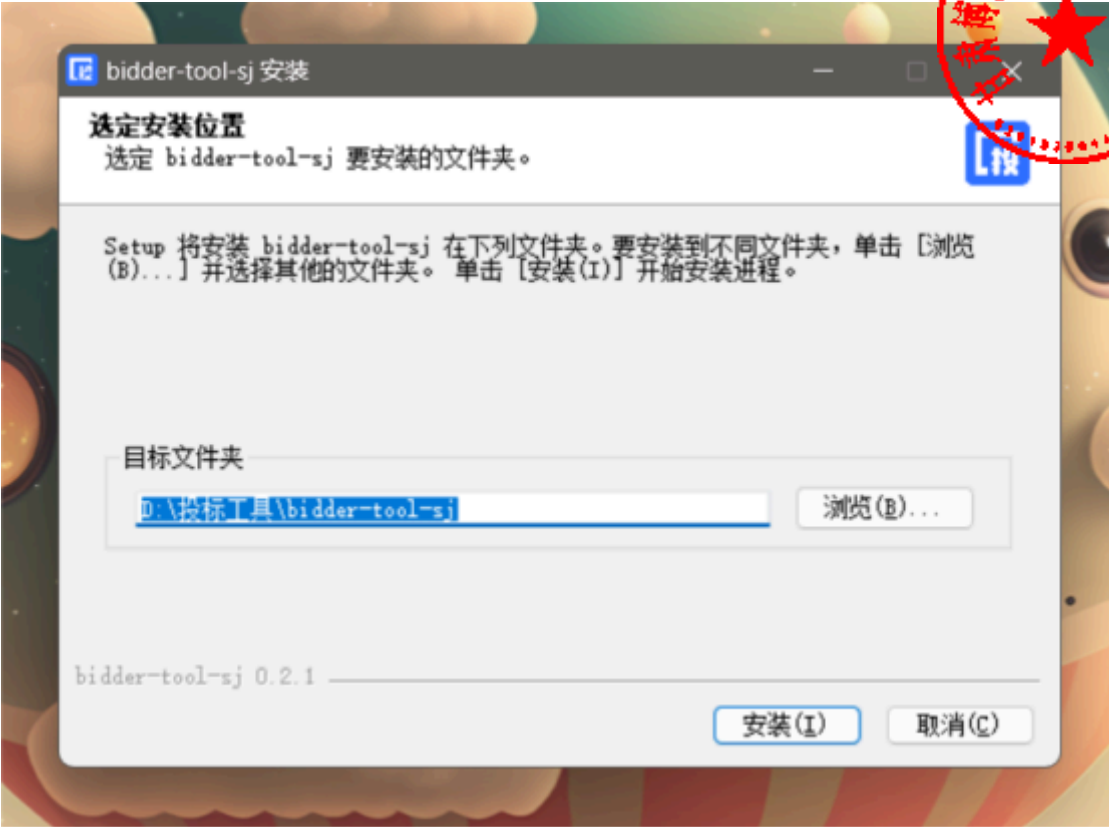 bidder-tool-sj 安装
选定安装位置
选定 bidder-tool-sj 要安装的文件夹。
投
Setup 将安装 bidder-tool-sj 在下列文件夹。要安装到不同文件夹，单击 [浏览
(B)...] 并选择其他的文件夹。 单击 [安装(I)] 开始安装进程。
目标文件夹
D:\投标工具\bidder-tool-sj
浏览(B)...
bidder-tool-sj 0.2.1
安装(I)
取消(C)